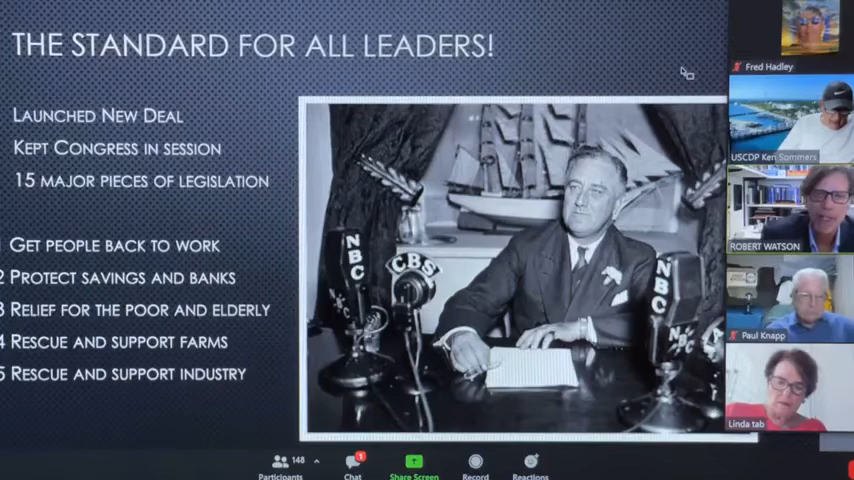 THE STANDARD FOR ALL LEADERS!
LAUNCHED NEW DEAL
KEPT CONGRESS IN SESSION
15 MAJOR PIECES OF LEGISLATION
GET PEOPLE BACK TO WORK
2 PROTECT SAVINGS AND BANKS
3 RELIEF FOR THE POOR AND ELDERLY
4 RESCUE AND SUPPORT FARMS
5 RESCUE AND SUPPORT INDUSTRY
NBC
CBS
NBC
NBC
Fred Hadley
USCDP Ken Sommers
ROBERT WATSON
Paul Knapp
Linda tab
148
1
Participants
Chat
Share Screen
Record
Reactions